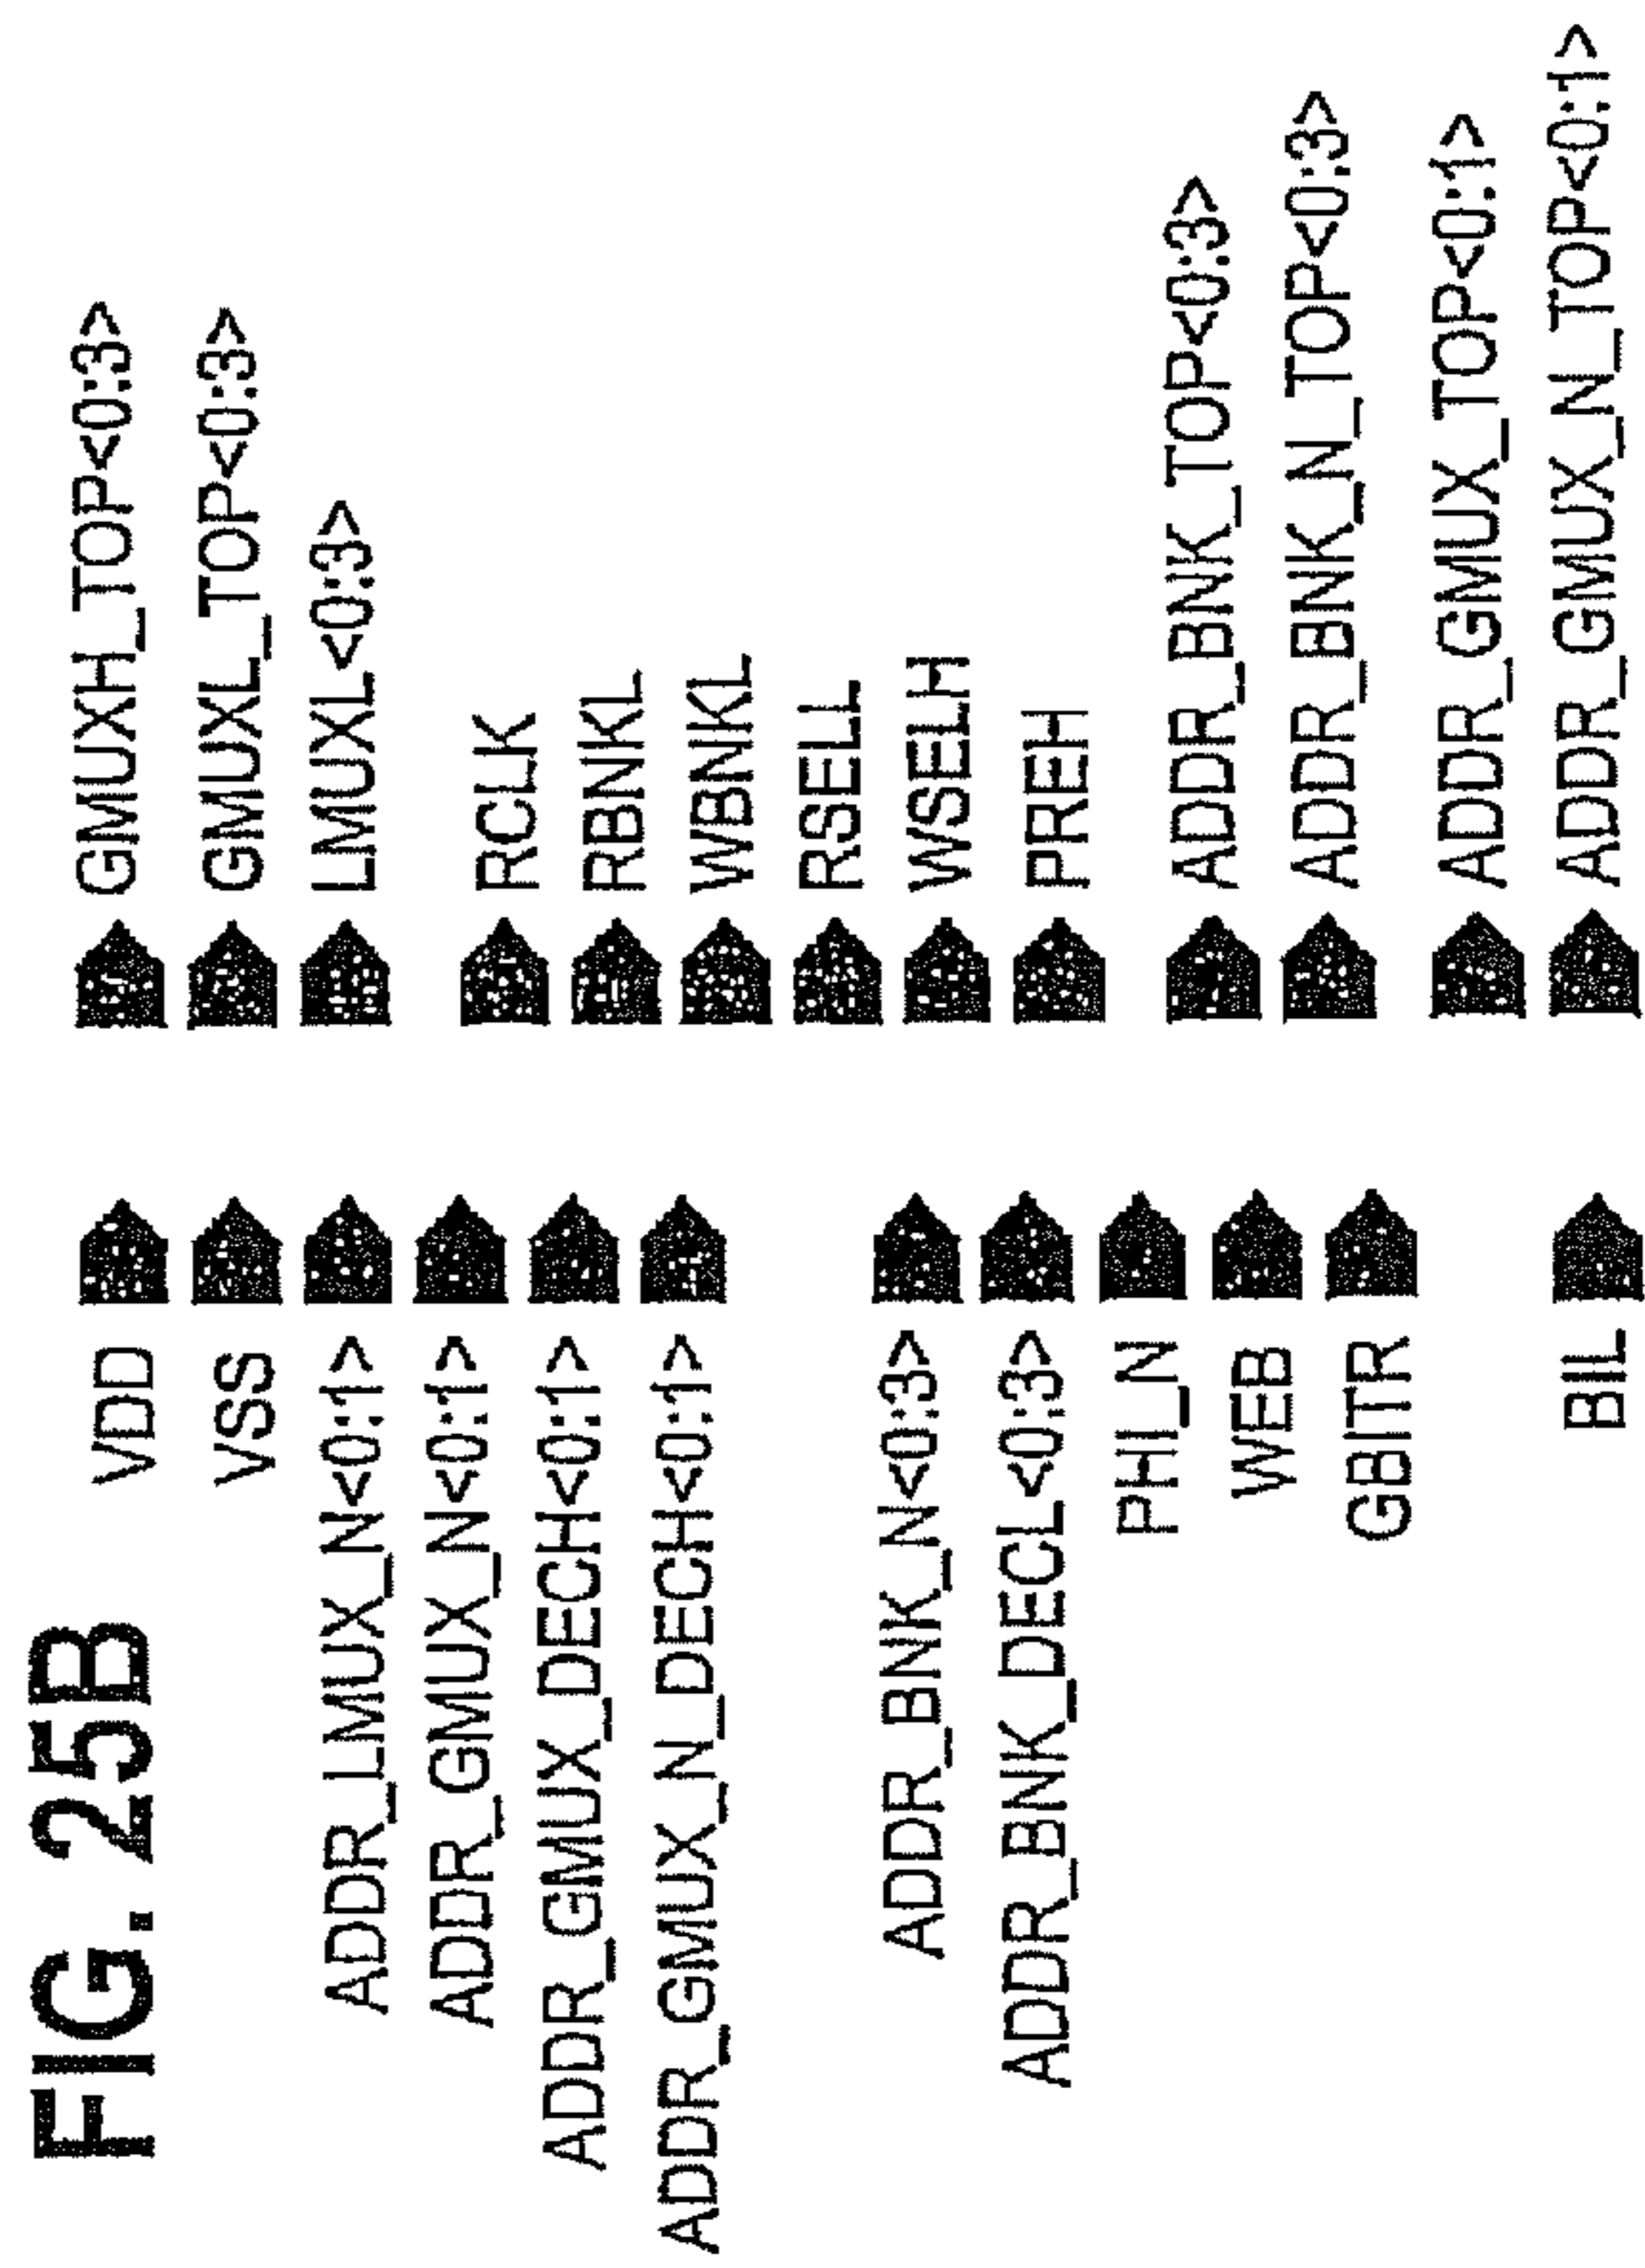 FIG. 25B
VDD
VSS
ADDR_LMUX_N<0:1>
ADDR_GMUX_N<0:1>
ADDR_GMUX_DECH<0:1>
ADDR_GMUX_N_DECH<0:1>
ADDR_BNK_N<0:3>
ADDR_BNK_DECL<0:3>
PHI_N
WEB
GBITR
BIL
GMUXH_TOP<0:3>
GMUXL_TOP<0:3>
LMUXL<0:3>
RCLK
RBNKL
WBNKL
RSELL
WSELH
PREH
ADDR_BNK_TOP<0:3>
ADDR_BNK_N_TOP<0:3>
ADDR_GMUX_TOP<0:1>
ADDR_GMUX_N_TOP<0:1>